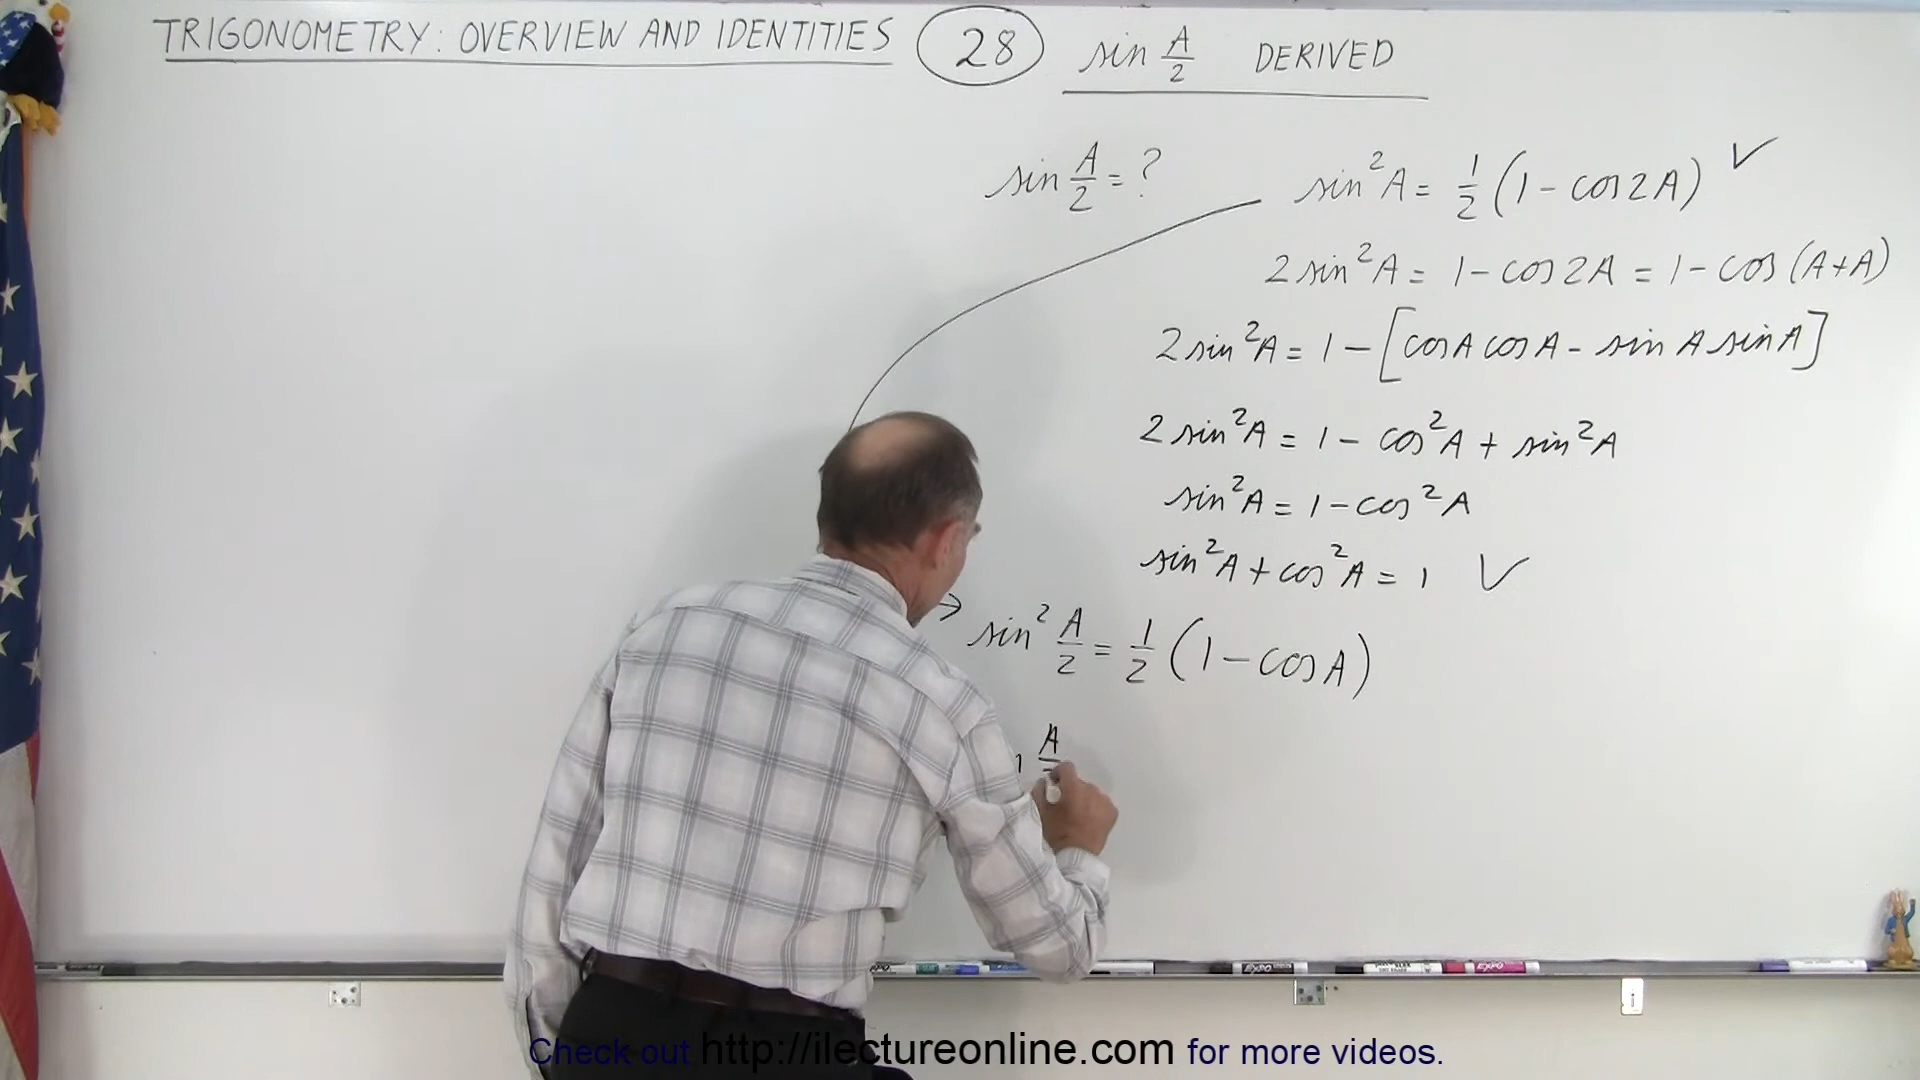 TRIGONOMETRY: OVERVIEW AND IDENTITIES 28 sin A/2 DERIVED
sin A/2 = ? sin²A = 1/2 (1 - cos 2A) ✓
2 sin²A = 1 - cos 2A = 1 - cos (A+A)
2 sin²A = 1 - [cos A cos A - sin A sin A]
2 sin²A = 1 - cos²A + sin²A
sin²A = 1 - cos²A
sin²A + cos²A = 1 ✓
→ sin² A/2 = 1/2 (1 - cos A)
A
EXPO EXPO
Check out http://ilectureonline.com for more videos.